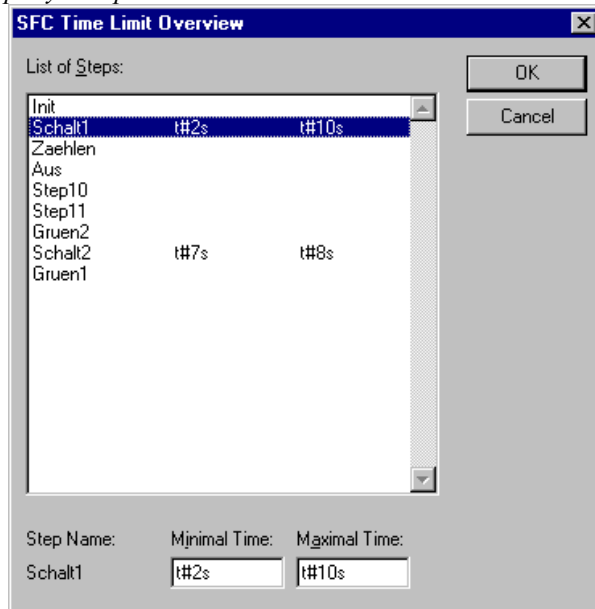 SFC Time Limit Overview
List of Steps:
OK
Cancel
Init
Schalt1 t#2s t#10s
Zaehlen
Aus
Step10
Step11
Gruen2
Schalt2 t#7s t#8s
Gruen1
Step Name: Minimal Time: Maximal Time:
Schalt1 t#2s t#10s